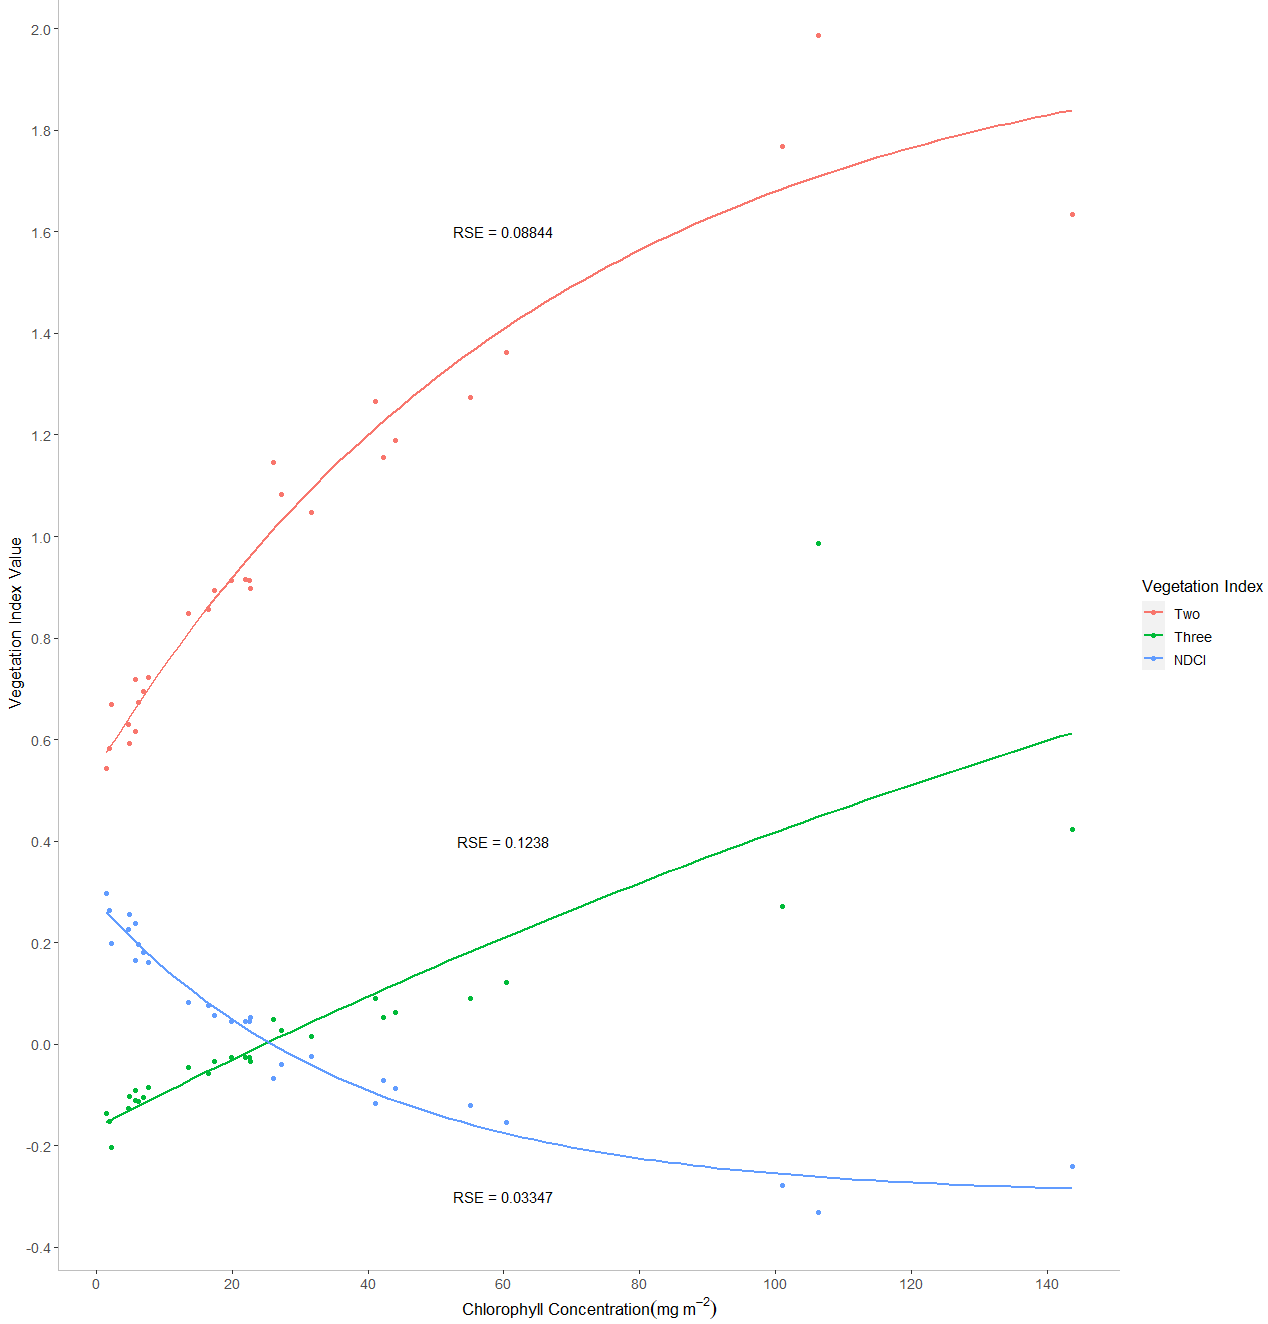 2.0
1.8
1.6
1.4
1.2
1.0
0.8
0.6
0.4
0.2
0.0
-0.2
-0.4
Vegetation Index Value
RSE = 0.08844
RSE = 0.1238
RSE = 0.03347
0 20 40 60 80 100 120 140
Chlorophyll Concentration(mg m⁻²)
Vegetation Index
Two
Three
NDCI